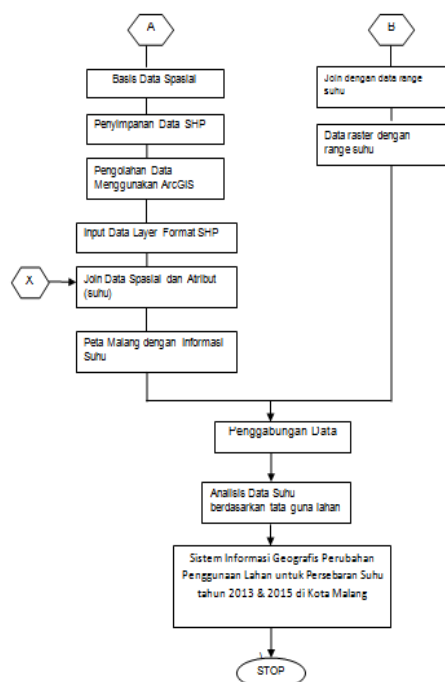 A
B
Basis Data Spasial
Join dengan data range
suhu
Penyimpanan Data SHP
Data raster dengan
range suhu
Pengolahan Data
Menggunakan ArcGIS
Input Data Layer Format SHP
X
Join Data Spasial dan Atribut
(suhu)
Peta Malang dengan Informasi
Suhu
Penggabungan Data
Analisis Data Suhu
berdasarkan tata guna lahan
Sistem Informasi Geografis Perubahan
Penggunaan Lahan untuk Persebaran Suhu
tahun 2013 & 2015 di Kota Malang
STOP